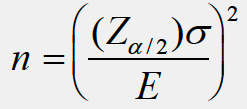 n = ( (Z_{α/2})σ / E )^2